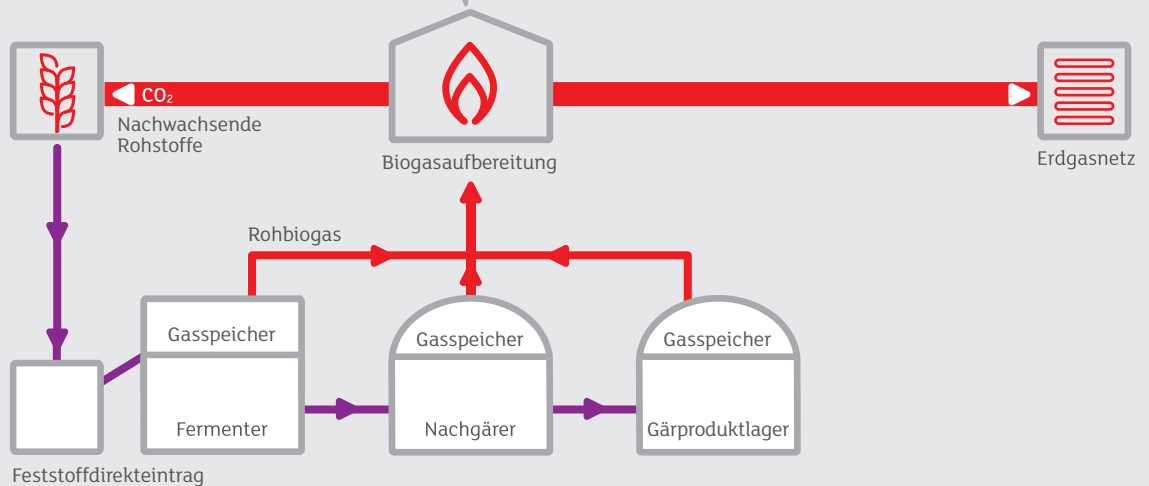 CO₂
Nachwachsende
Rohstoffe
Biogasaufbereitung
Erdgasnetz
Rohbiogas
Gasspeicher
Gasspeicher
Gasspeicher
Fermenter
Nachgärer
Gärproduktlager
Feststoffdirekteintrag